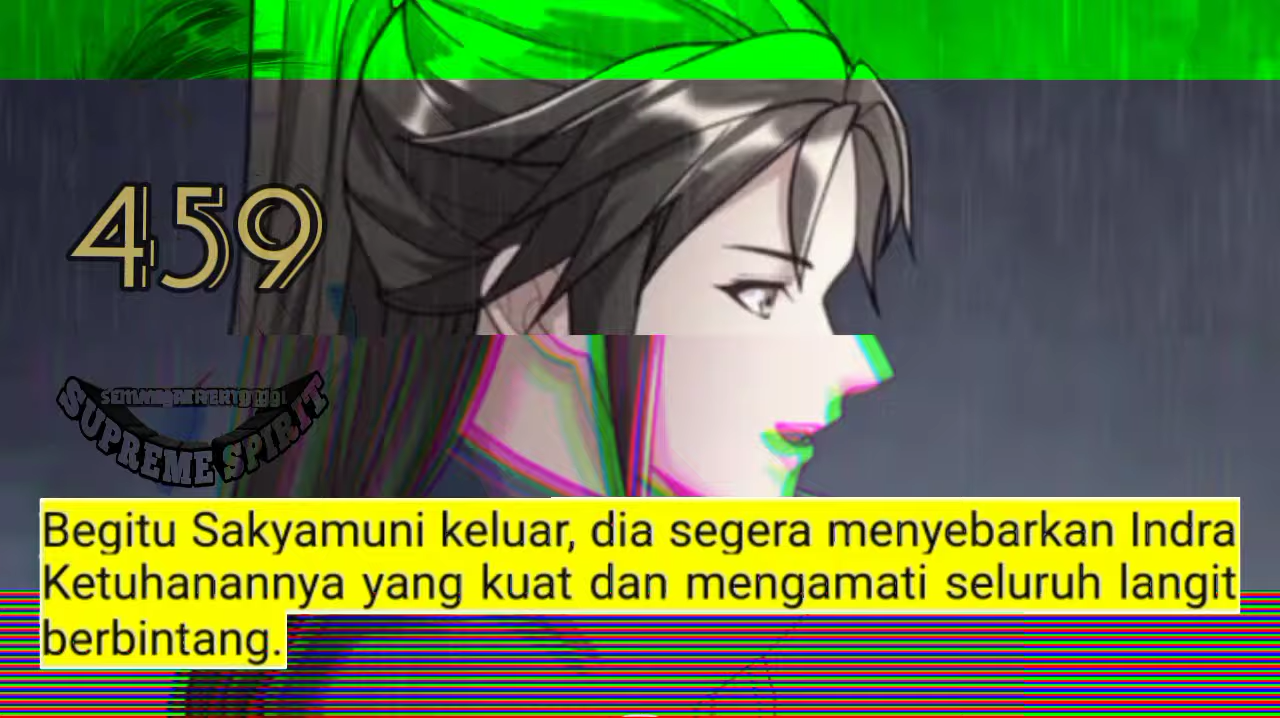 459
SUPREME SPIRIT
Begitu Sakyamuni keluar, dia segera menyebarkan Indra
Ketuhanannya yang kuat dan mengamati seluruh langit
berbintang.